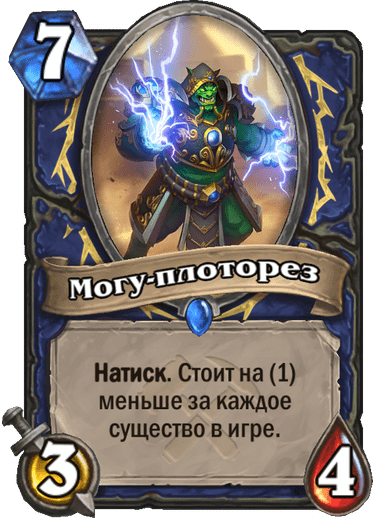 7
Могу-плоторез
Натиск. Стоит на (1)
меньше за каждое
существо в игре.
3
4